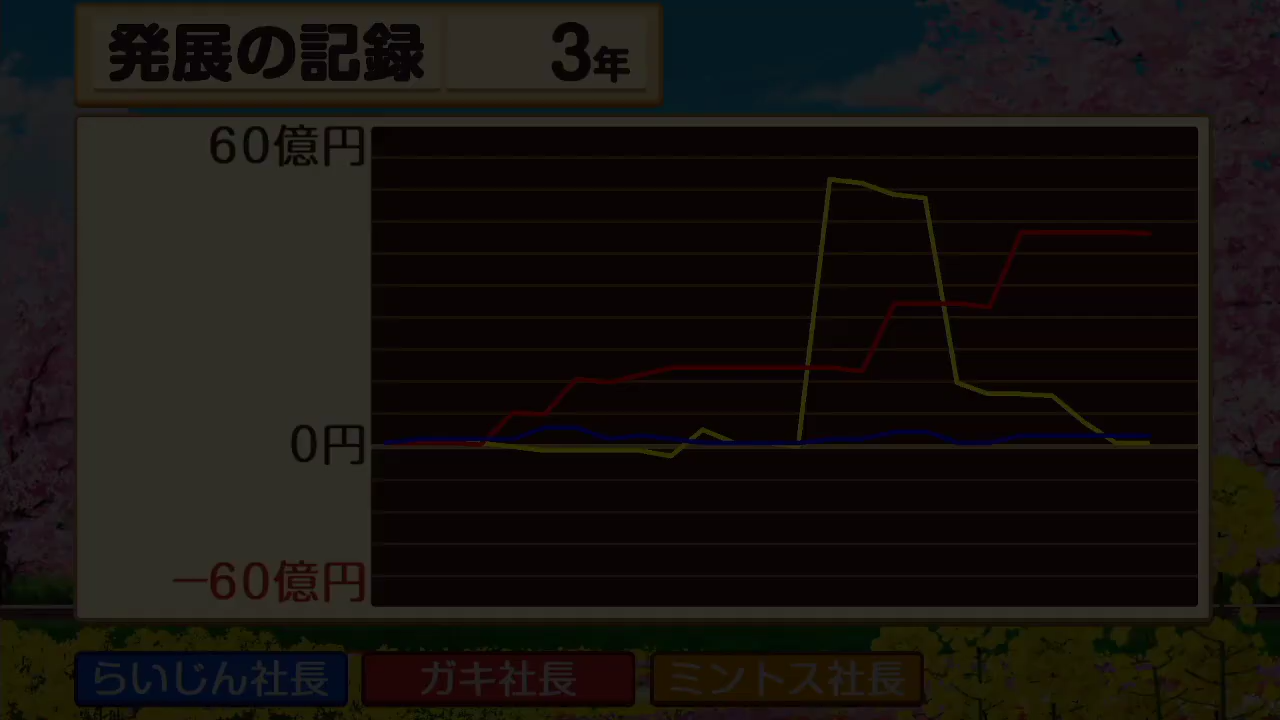 発展の記録 3年
60億円
0円
−60億円
らいじん社長 ガキ社長 ミントス社長